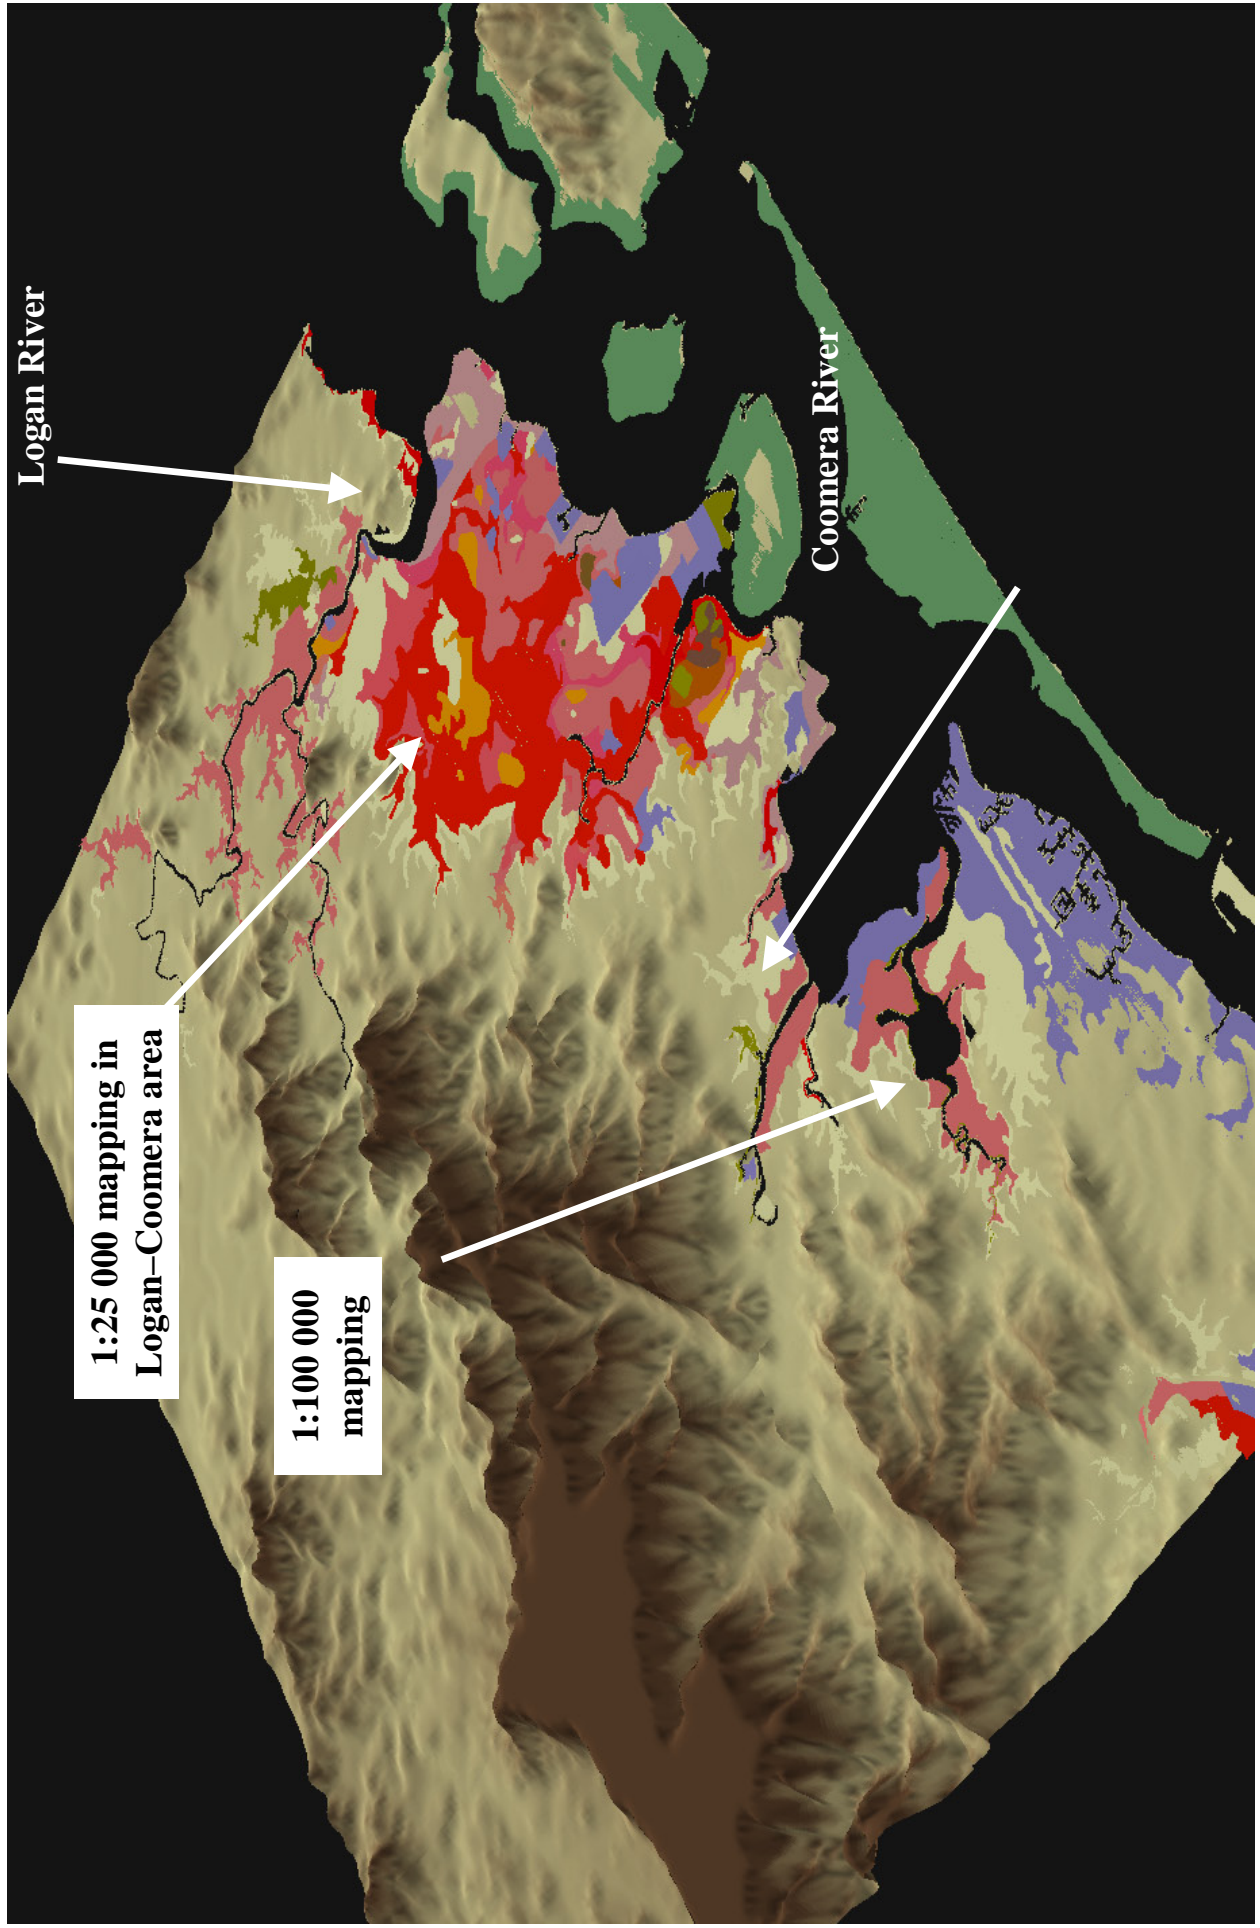 Logan River
Coomera River
1:25 000 mapping in
Logan–Coomera area
1:100 000
mapping